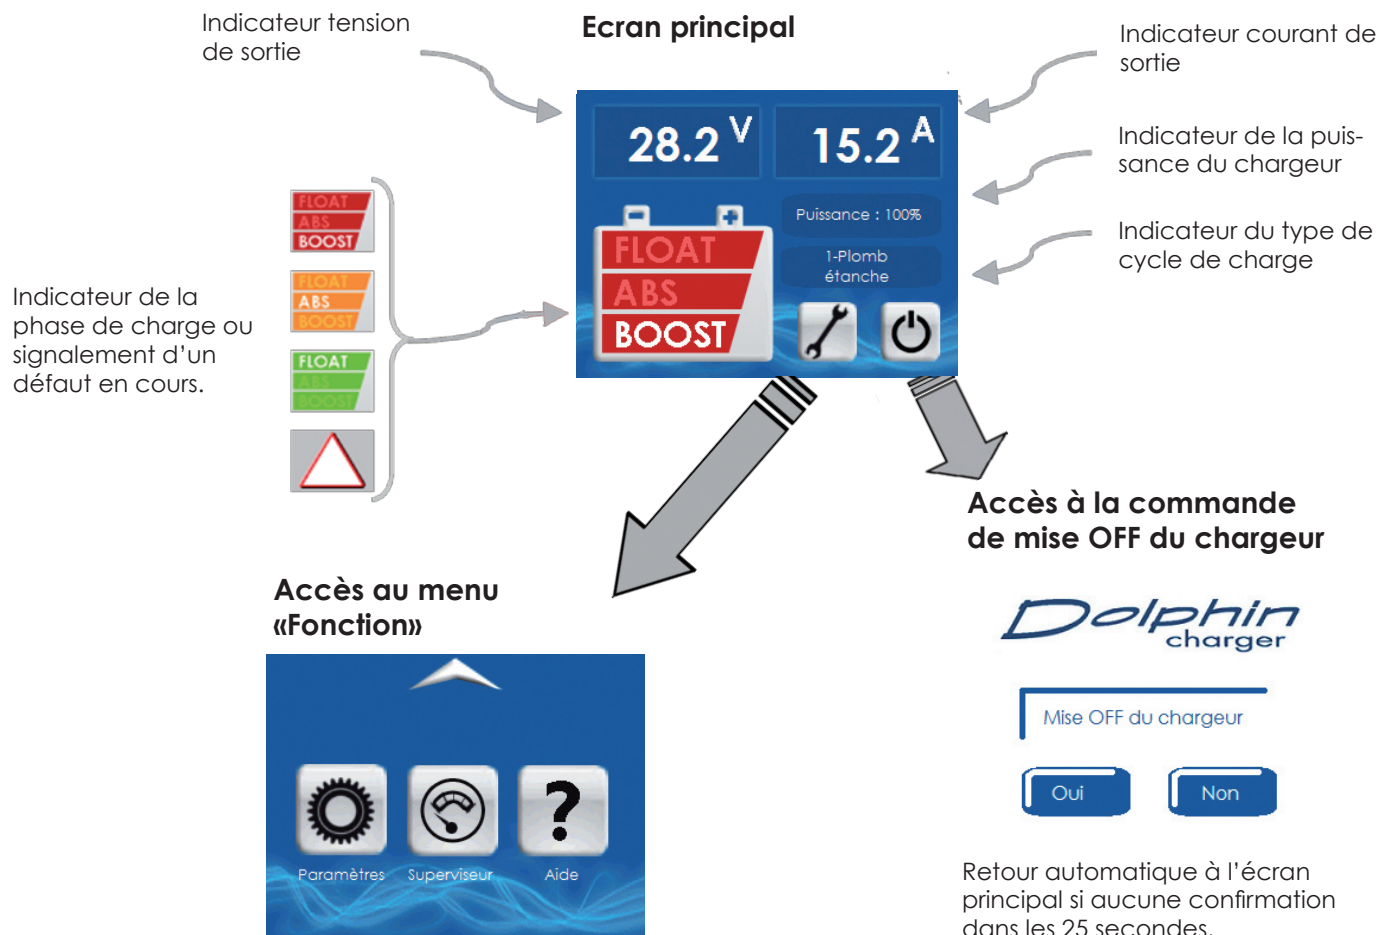 Indicateur tension
de sortie
Ecran principal
Indicateur courant de
sortie
28.2 V
15.2 A
Indicateur de la puis-
sance du chargeur
Puissance : 100%
Indicateur du type de
cycle de charge
1-Plomb
étanche
FLOAT
ABS
BOOST
FLOAT
ABS
BOOST
FLOAT
ABS
BOOST
FLOAT
ABS
BOOST
Indicateur de la
phase de charge ou
signalement d’un
défaut en cours.
Accès à la commande
de mise OFF du chargeur
Dolphin
charger
Mise OFF du chargeur
Oui
Non
Retour automatique à l’écran
principal si aucune confirmation
dans les 25 secondes.
Accès au menu
«Fonction»
?
Paramètres
Superviseur
Aide